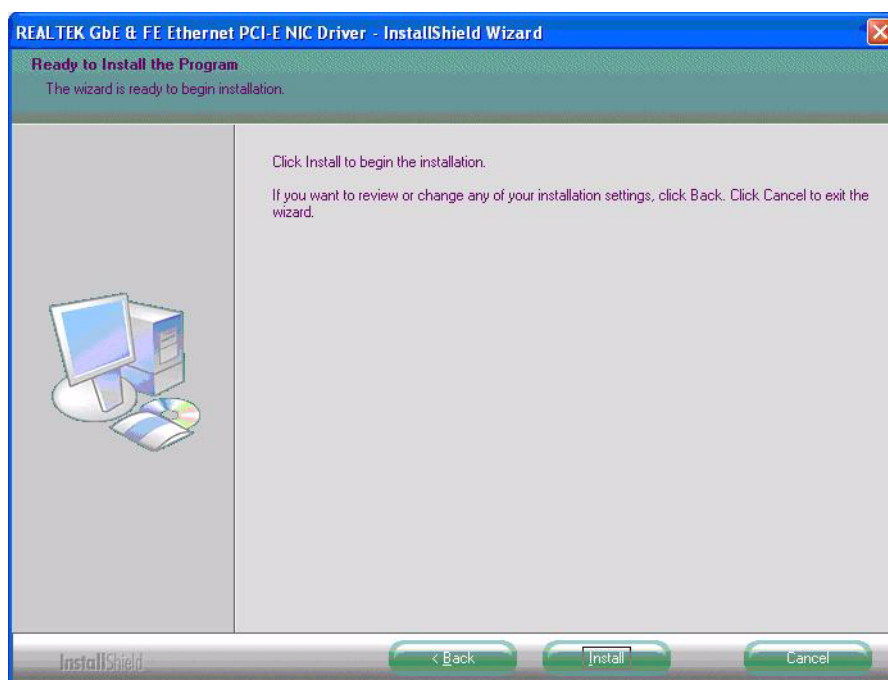 REALTEK GbE & FE Ethernet PCI-E NIC Driver - InstallShield Wizard
Ready to Install the Program
The wizard is ready to begin installation.
Click Install to begin the installation.
If you want to review or change any of your installation settings, click Back. Click Cancel to exit the
wizard.
InstallShield
< Back
Install
Cancel